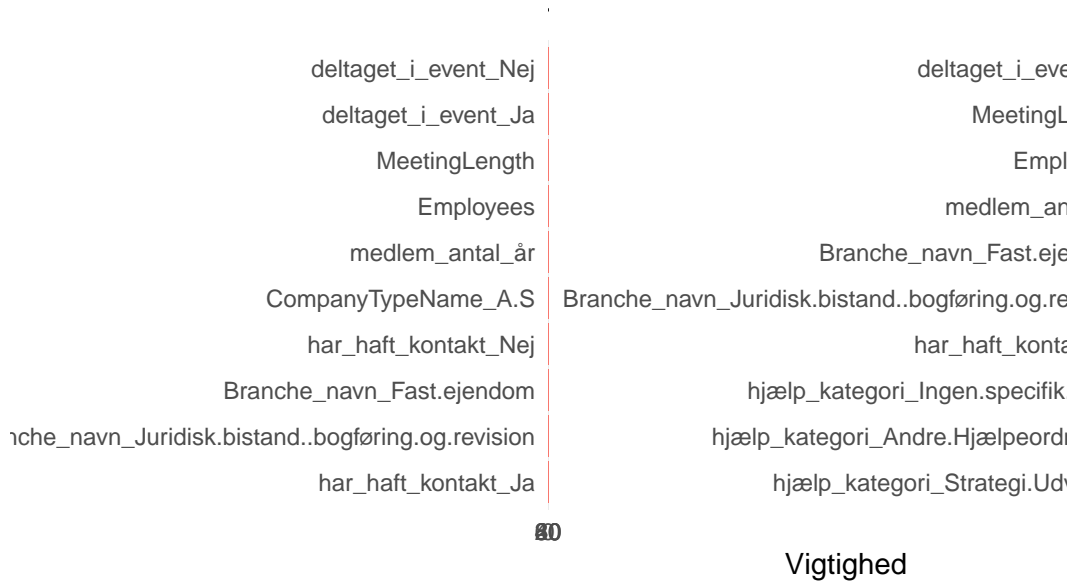 deltaget_i_event_Nej
deltaget_i_event_Ja
MeetingLength
Employees
medlem_antal_år
CompanyTypeName_A.S
har_haft_kontakt_Nej
Branche_navn_Fast.ejendom
nche_navn_Juridisk.bistand..bogføring.og.revision
har_haft_kontakt_Ja
deltaget_i_eve
MeetingL
Empl
medlem_an
Branche_navn_Fast.eje
Branche_navn_Juridisk.bistand..bogføring.og.re
har_haft_konta
hjælp_kategori_Ingen.specifik.
hjælp_kategori_Andre.Hjælpeord
hjælp_kategori_Strategi.Udv
Vigtighed